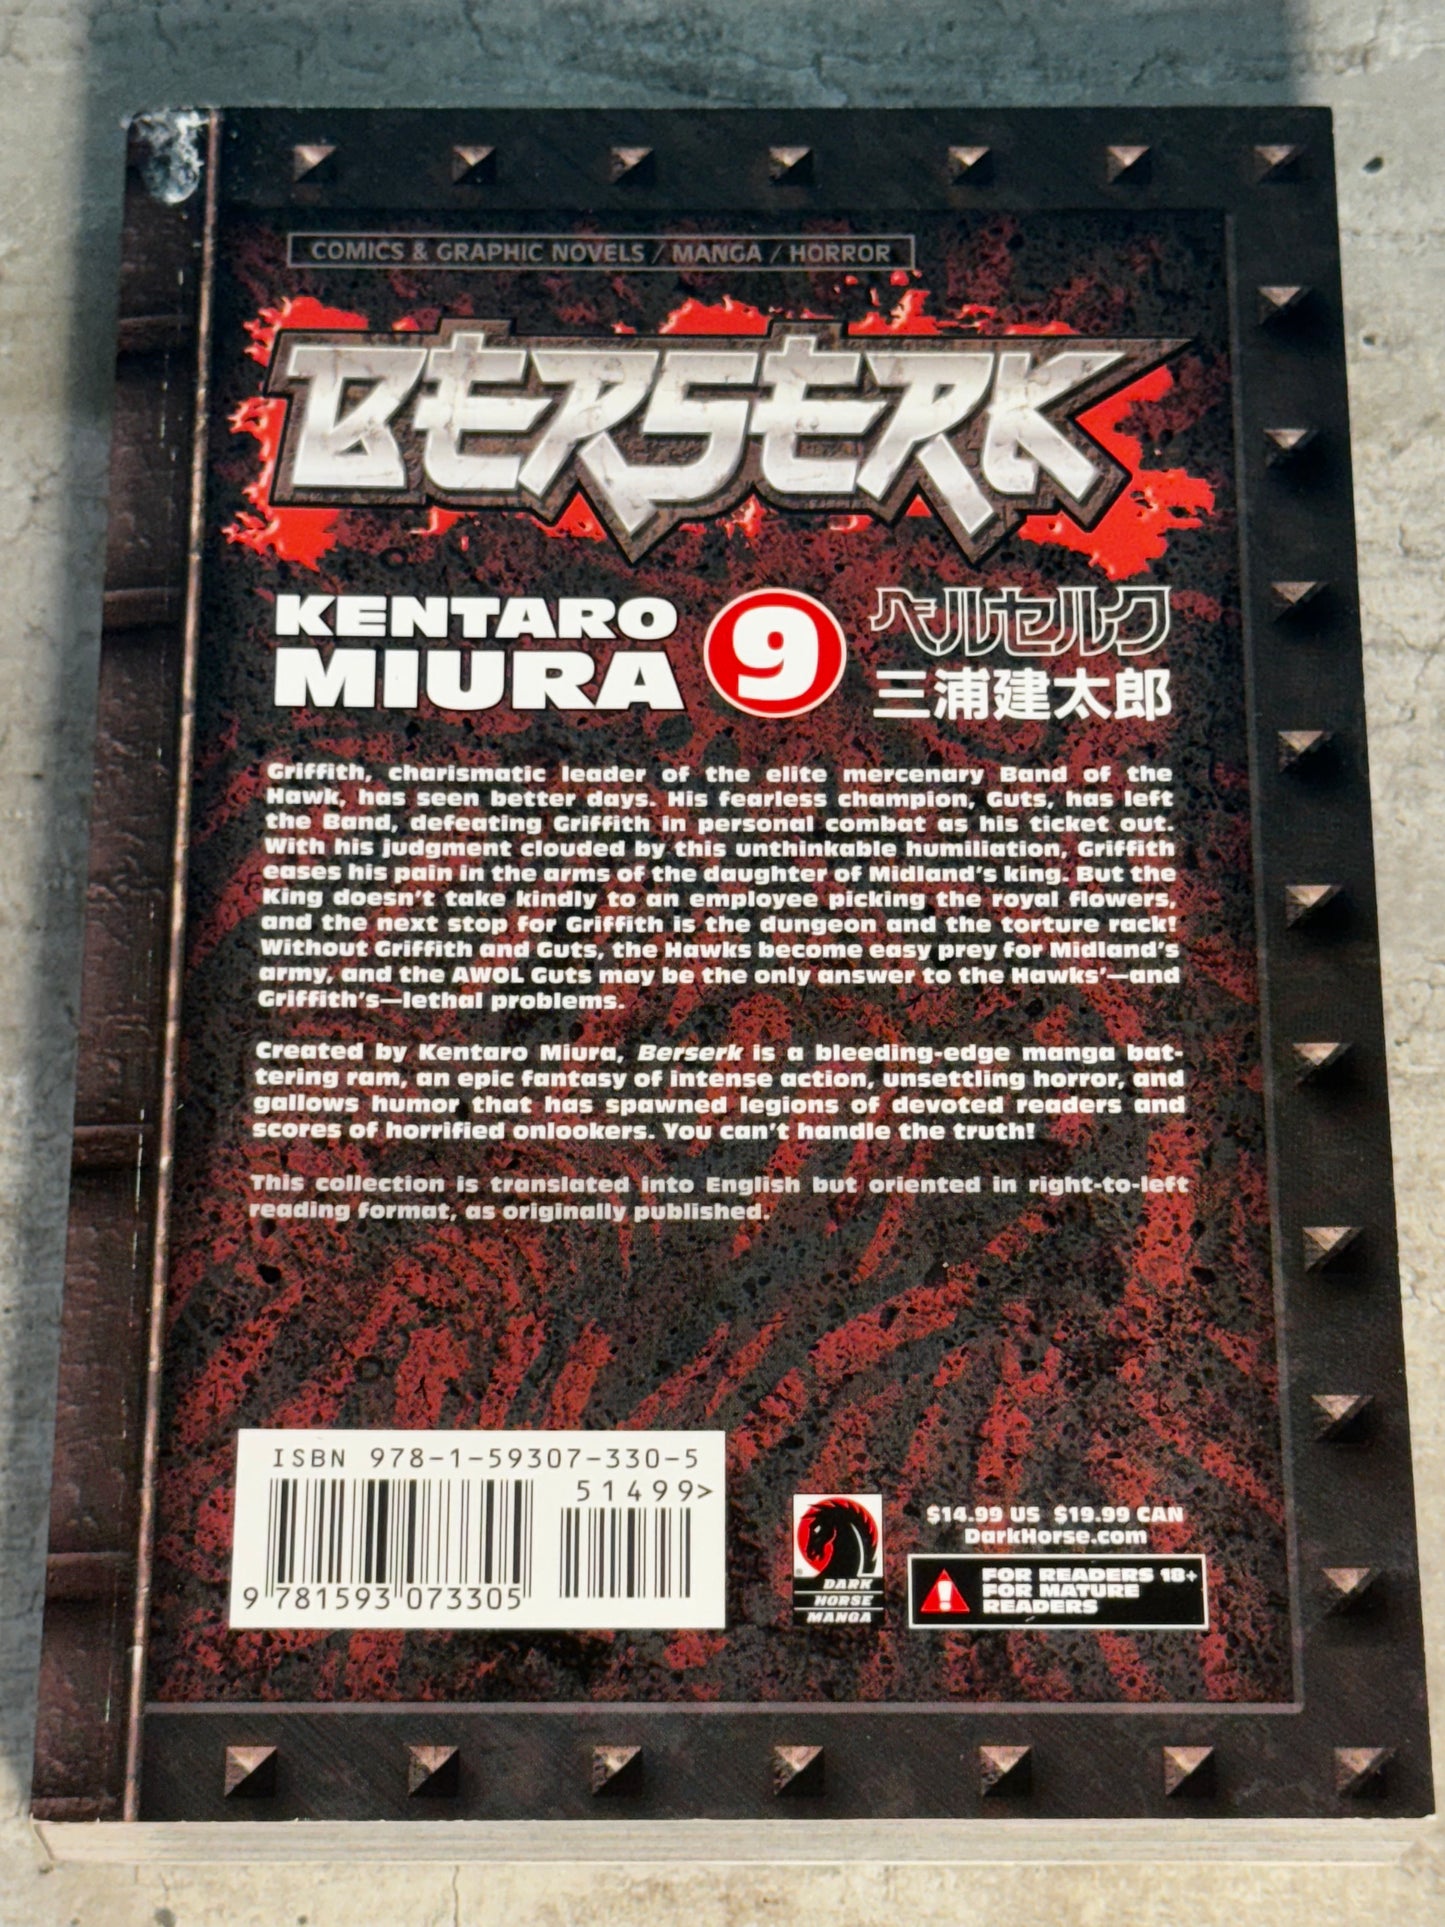 COMICS & GRAPHIC NOVELS / MANGA / HORROR
BERSERK
KENTARO
MIURA
9
ベルセルク
三浦建太郎
Griffith, charismatic leader of the elite mercenary Band of the
Hawk, has seen better days. His fearless champion, Guts, has left
the Band, defeating Griffith in personal combat as his ticket out.
With his judgment clouded by this unthinkable humiliation, Griffith
eases his pain in the arms of the daughter of Midland's king. But the
King doesn't take kindly to an employee picking the royal flowers,
and the next stop for Griffith is the dungeon and the torture rack!
Without Griffith and Guts, the Hawks become easy prey for Midland's
army, and the AWOL Guts may be the only answer to the Hawks'—and
Griffith's—lethal problems.
Created by Kentaro Miura, Berserk is a bleeding-edge manga bat-
tering ram, an epic fantasy of intense action, unsettling horror, and
gallows humor that has spawned legions of devoted readers and
scores of horrified onlookers. You can't handle the truth!
This collection is translated into English but oriented in right-to-left
reading format, as originally published.
ISBN 978-1-59307-330-5
51499>
9 781593 073305
DARK
HORSE
MANGA
®
$14.99 US $19.99 CAN
DarkHorse.com
FOR READERS 18+
FOR MATURE
READERS